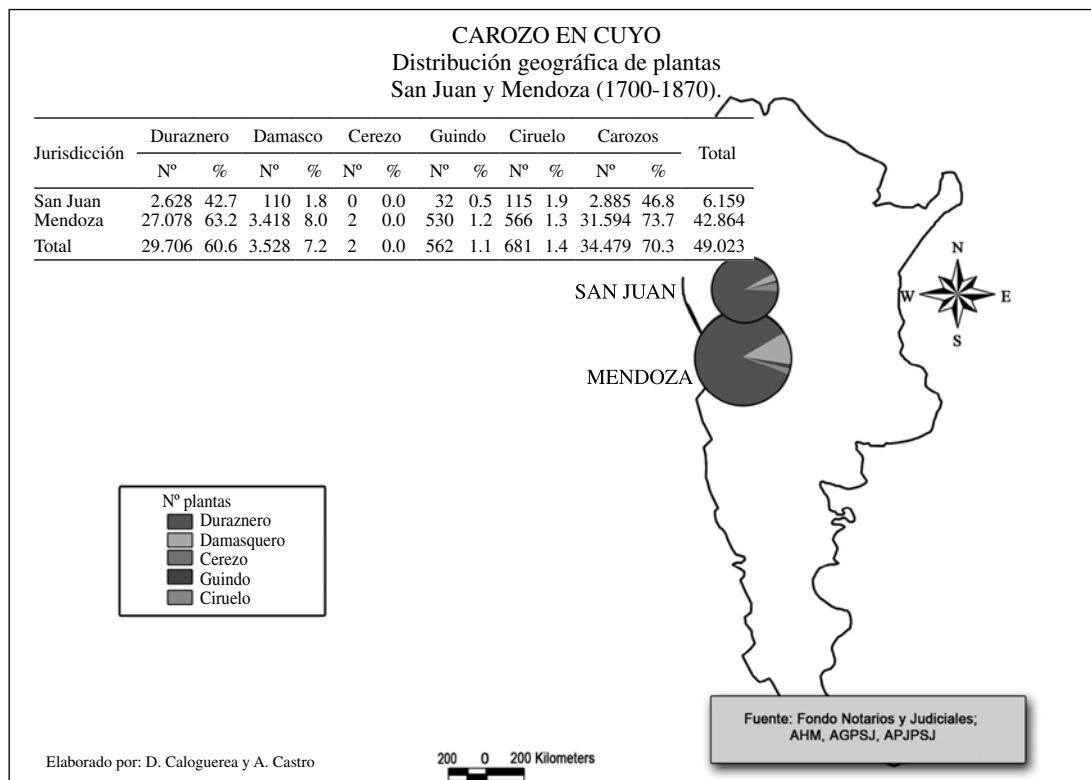 CAROZO EN CUYO
Distribución geográfica de plantas
San Juan y Mendoza (1700-1870).
Jurisdicción Duraznero Damasco Cerezo Guindo Ciruelo Carozos Total
Nº % Nº % Nº % Nº % Nº % Nº %
San Juan 2.628 42.7 110 1.8 0 0.0 32 0.5 115 1.9 2.885 46.8 6.159
Mendoza 27.078 63.2 3.418 8.0 2 0.0 530 1.2 566 1.3 31.594 73.7 42.864
Total 29.706 60.6 3.528 7.2 2 0.0 562 1.1 681 1.4 34.479 70.3 49.023
N
SAN JUAN
W E
S
MENDOZA
Nº plantas
Duraznero
Damasquero
Cerezo
Guindo
Ciruelo
Fuente: Fondo Notarios y Judiciales;
AHM, AGPSJ, APJPSJ
Elaborado por: D. Caloguerea y A. Castro
200 0 200 Kilometers